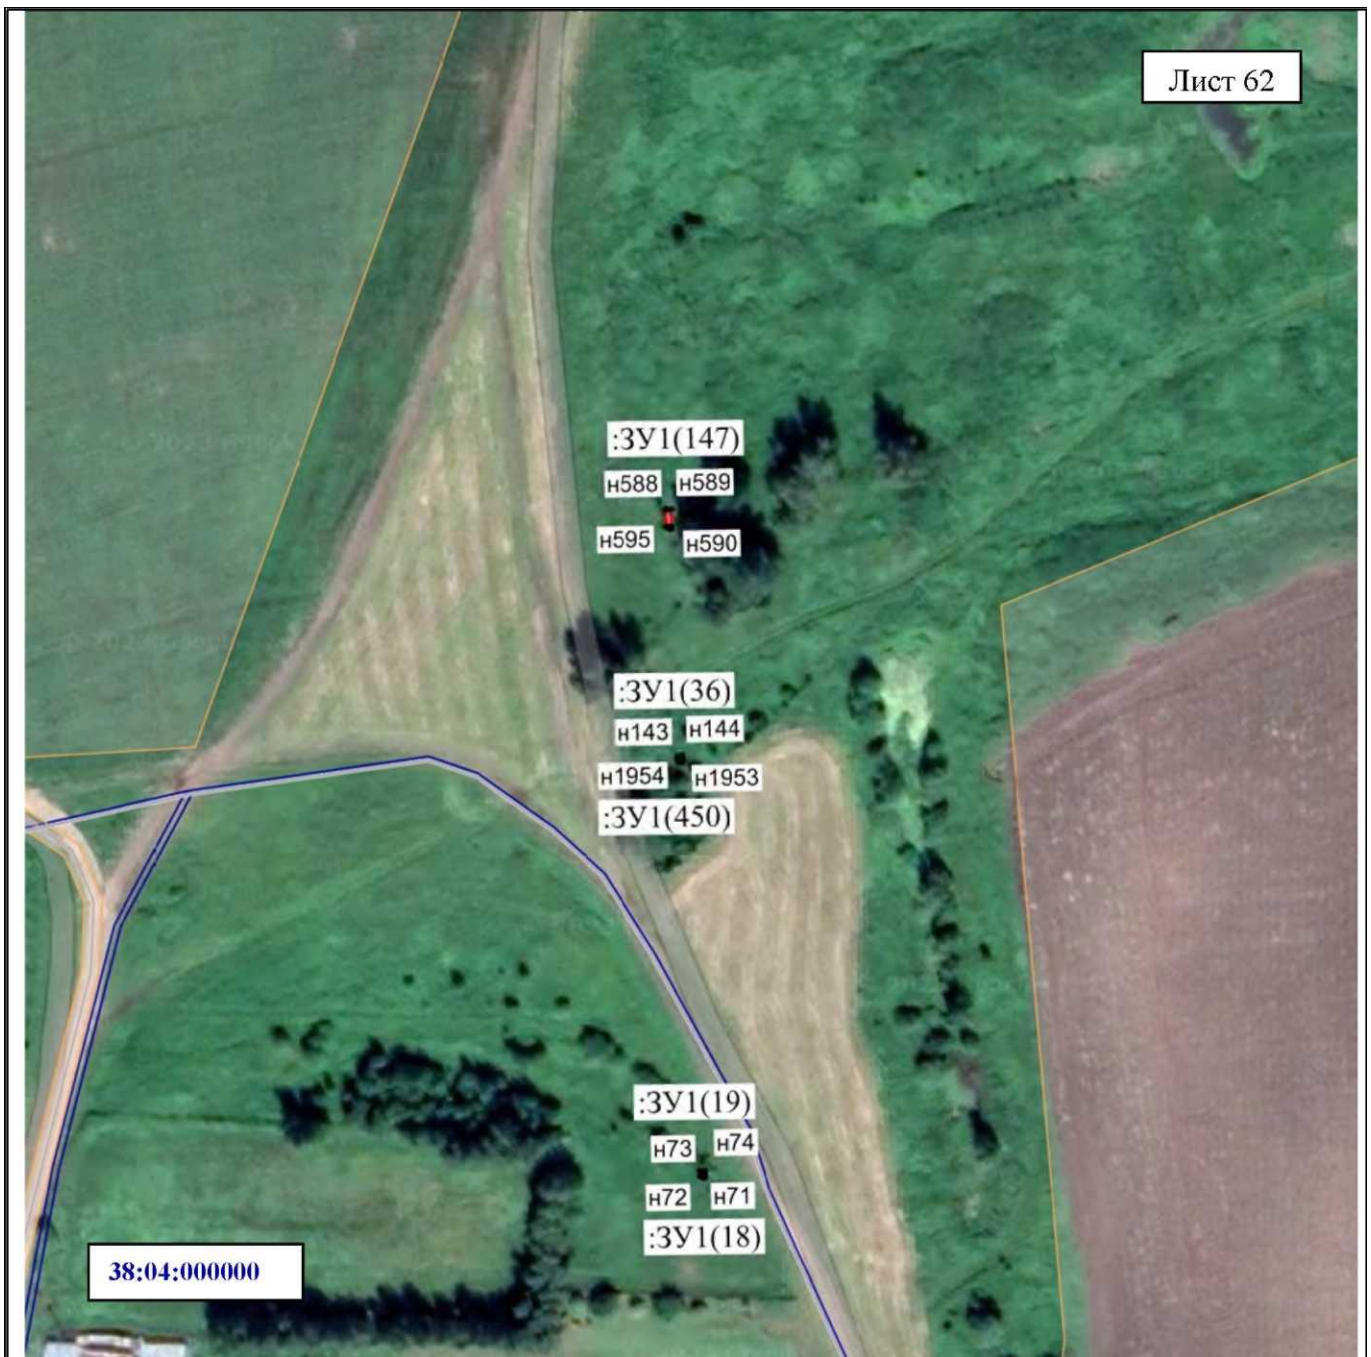 Лист 62
:ЗУ1(147)
н588 н589
н595 н590
:ЗУ1(36)
н143 н144
н1954 н1953
:ЗУ1(450)
:ЗУ1(19)
н73 н74
н72 н71
:ЗУ1(18)
38:04:000000